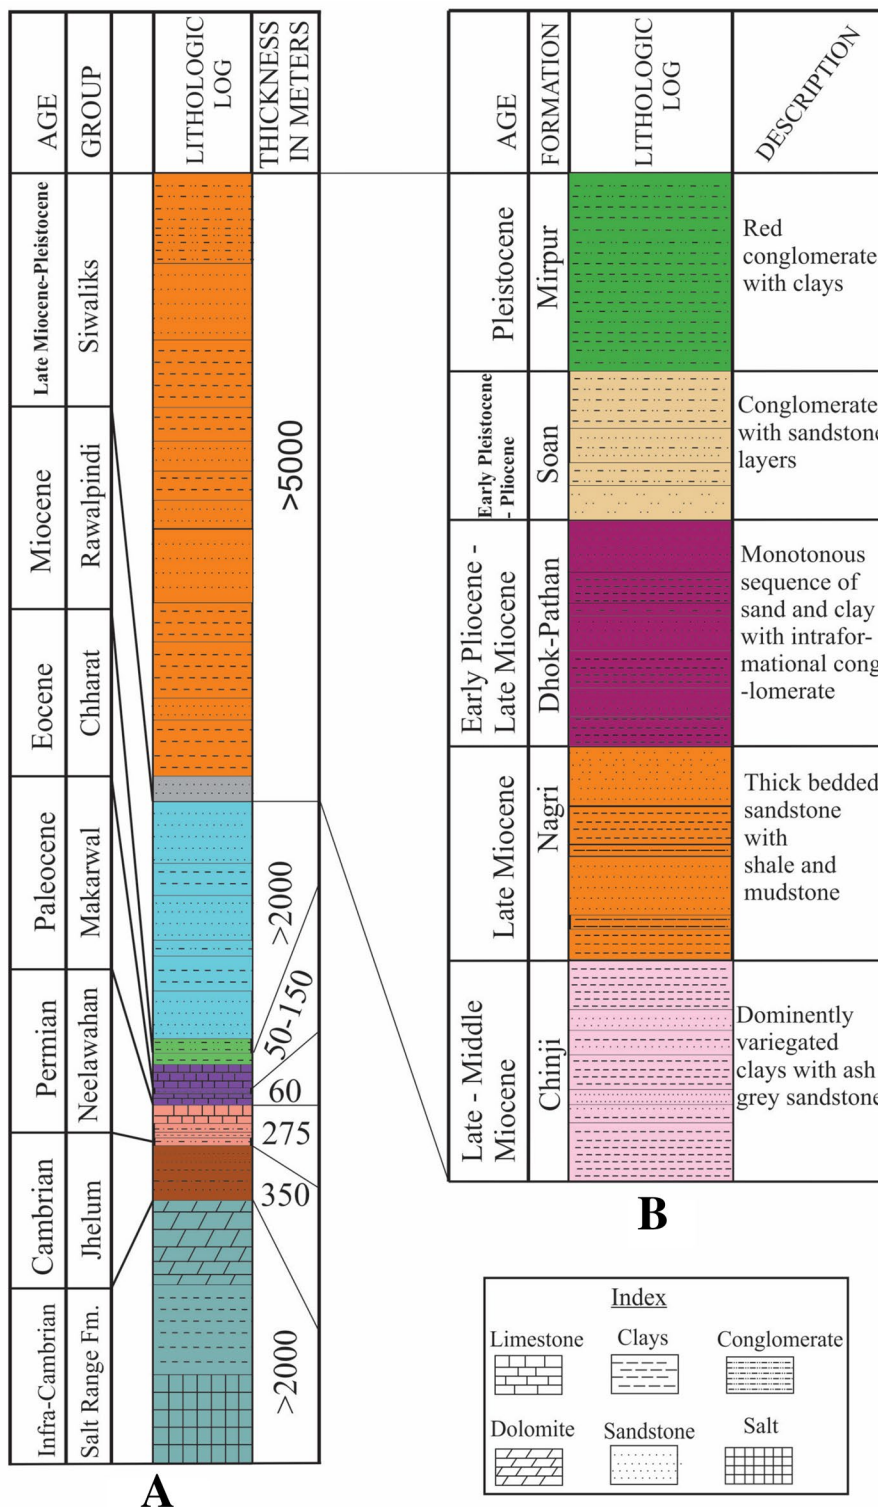 AGE
GROUP
LITHOLOGIC
LOG
THICKNESS
IN METERS
Late Miocene-Pleistocene
Siwaliks
Miocene
Rawalpindi
Eocene
Chharat
Paleocene
Makarwal
Permian
Neelawahan
Cambrian
Jhelum
Infra-Cambrian
Salt Range Fm.
>5000
>2000
50-150
60
275
350
>2000
A
AGE
FORMATION
LITHOLOGIC
LOG
DESCRIPTION
Pleistocene
Mirpur
Red
conglomerate
with clays
Early Pleistocene
- Pliocene
Soan
Conglomerate
with sandstone
layers
Early Pliocene -
Late Miocene
Dhok-Pathan
Monotonous
sequence of
sand and clay
with intrafor-
mational cong
-lomerate
Late Miocene
Nagri
Thick bedded
sandstone
with
shale and
mudstone
Late - Middle
Miocene
Chinji
Dominently
variegated
clays with ash
grey sandstone
B
Index
Limestone
Clays
Conglomerate
Dolomite
Sandstone
Salt